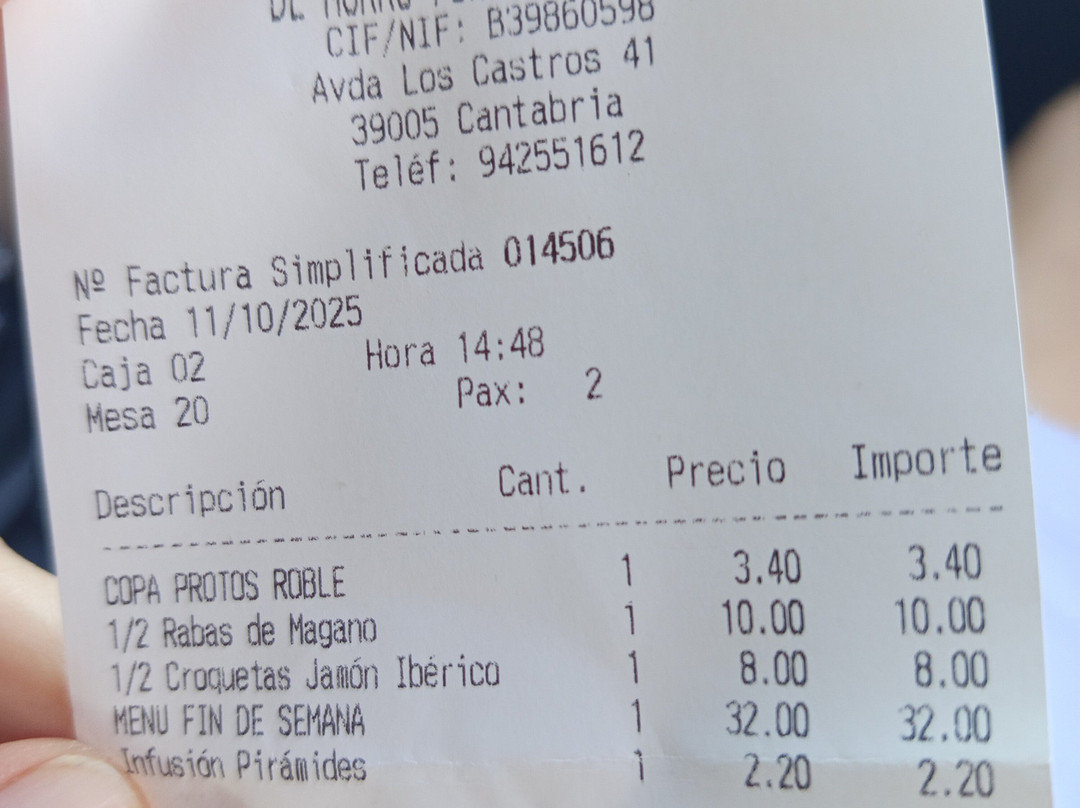 DE
CIF/NIF: B39860598
Avda Los Castros 41
39005 Cantabria
Teléf: 942551612
Nº Factura Simplificada 014506
Fecha 11/10/2025
Caja 02 Hora 14:48
Mesa 20 Pax: 2
Descripción Cant. Precio Importe
COPA PROTOS ROBLE 1 3.40 3.40
1/2 Rabas de Magano 1 10.00 10.00
1/2 Croquetas Jamón Ibérico 1 8.00 8.00
MENU FIN DE SEMANA 1 32.00 32.00
Infusión Pirámides 1 2.20 2.20